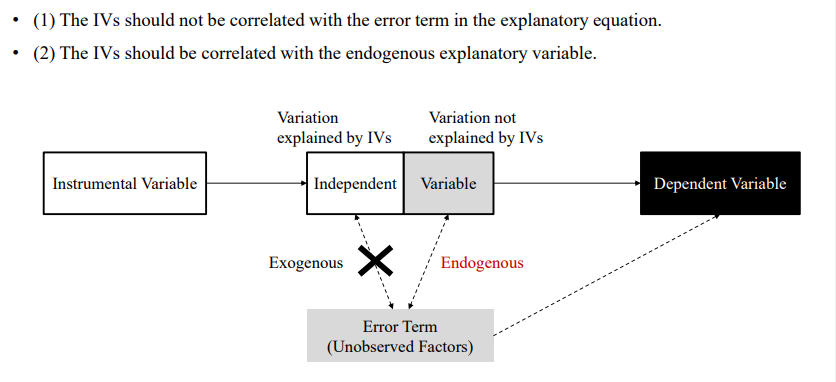 • (1) The IVs should not be correlated with the error term in the explanatory equation.
• (2) The IVs should be correlated with the endogenous explanatory variable.
Variation
explained by IVs
Variation not
explained by IVs
Instrumental Variable
Independent
Variable
Dependent Variable
Exogenous
Endogenous
Error Term
(Unobserved Factors)